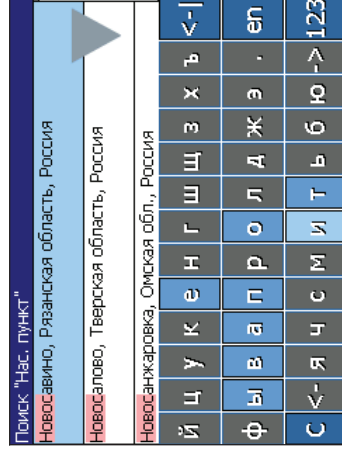 Поиск "Нас. пункт"
Новосавино, Рязанская область, Россия
Новосалово, Тверская область, Россия
Новосанжаровка, Омская обл., Россия
й ц у к е н г ш щ з х ъ <-|
ф ы в а п р о л д ж э . en
C <- я ч с м и т ь б ю -> 123